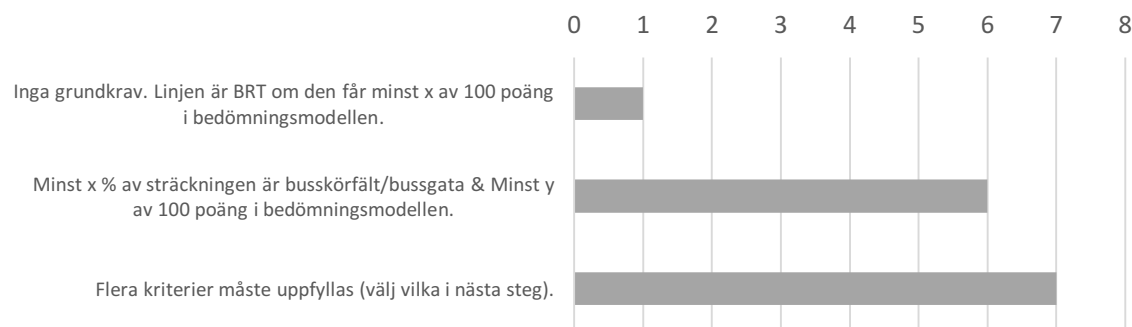 0 1 2 3 4 5 6 7 8
Inga grundkrav. Linjen är BRT om den får minst x av 100 poäng
i bedömningsmodellen.
Minst x % av sträckningen är busskörfält/bussgata & Minst y
av 100 poäng i bedömningsmodellen.
Flera kriterier måste uppfyllas (välj vilka i nästa steg).